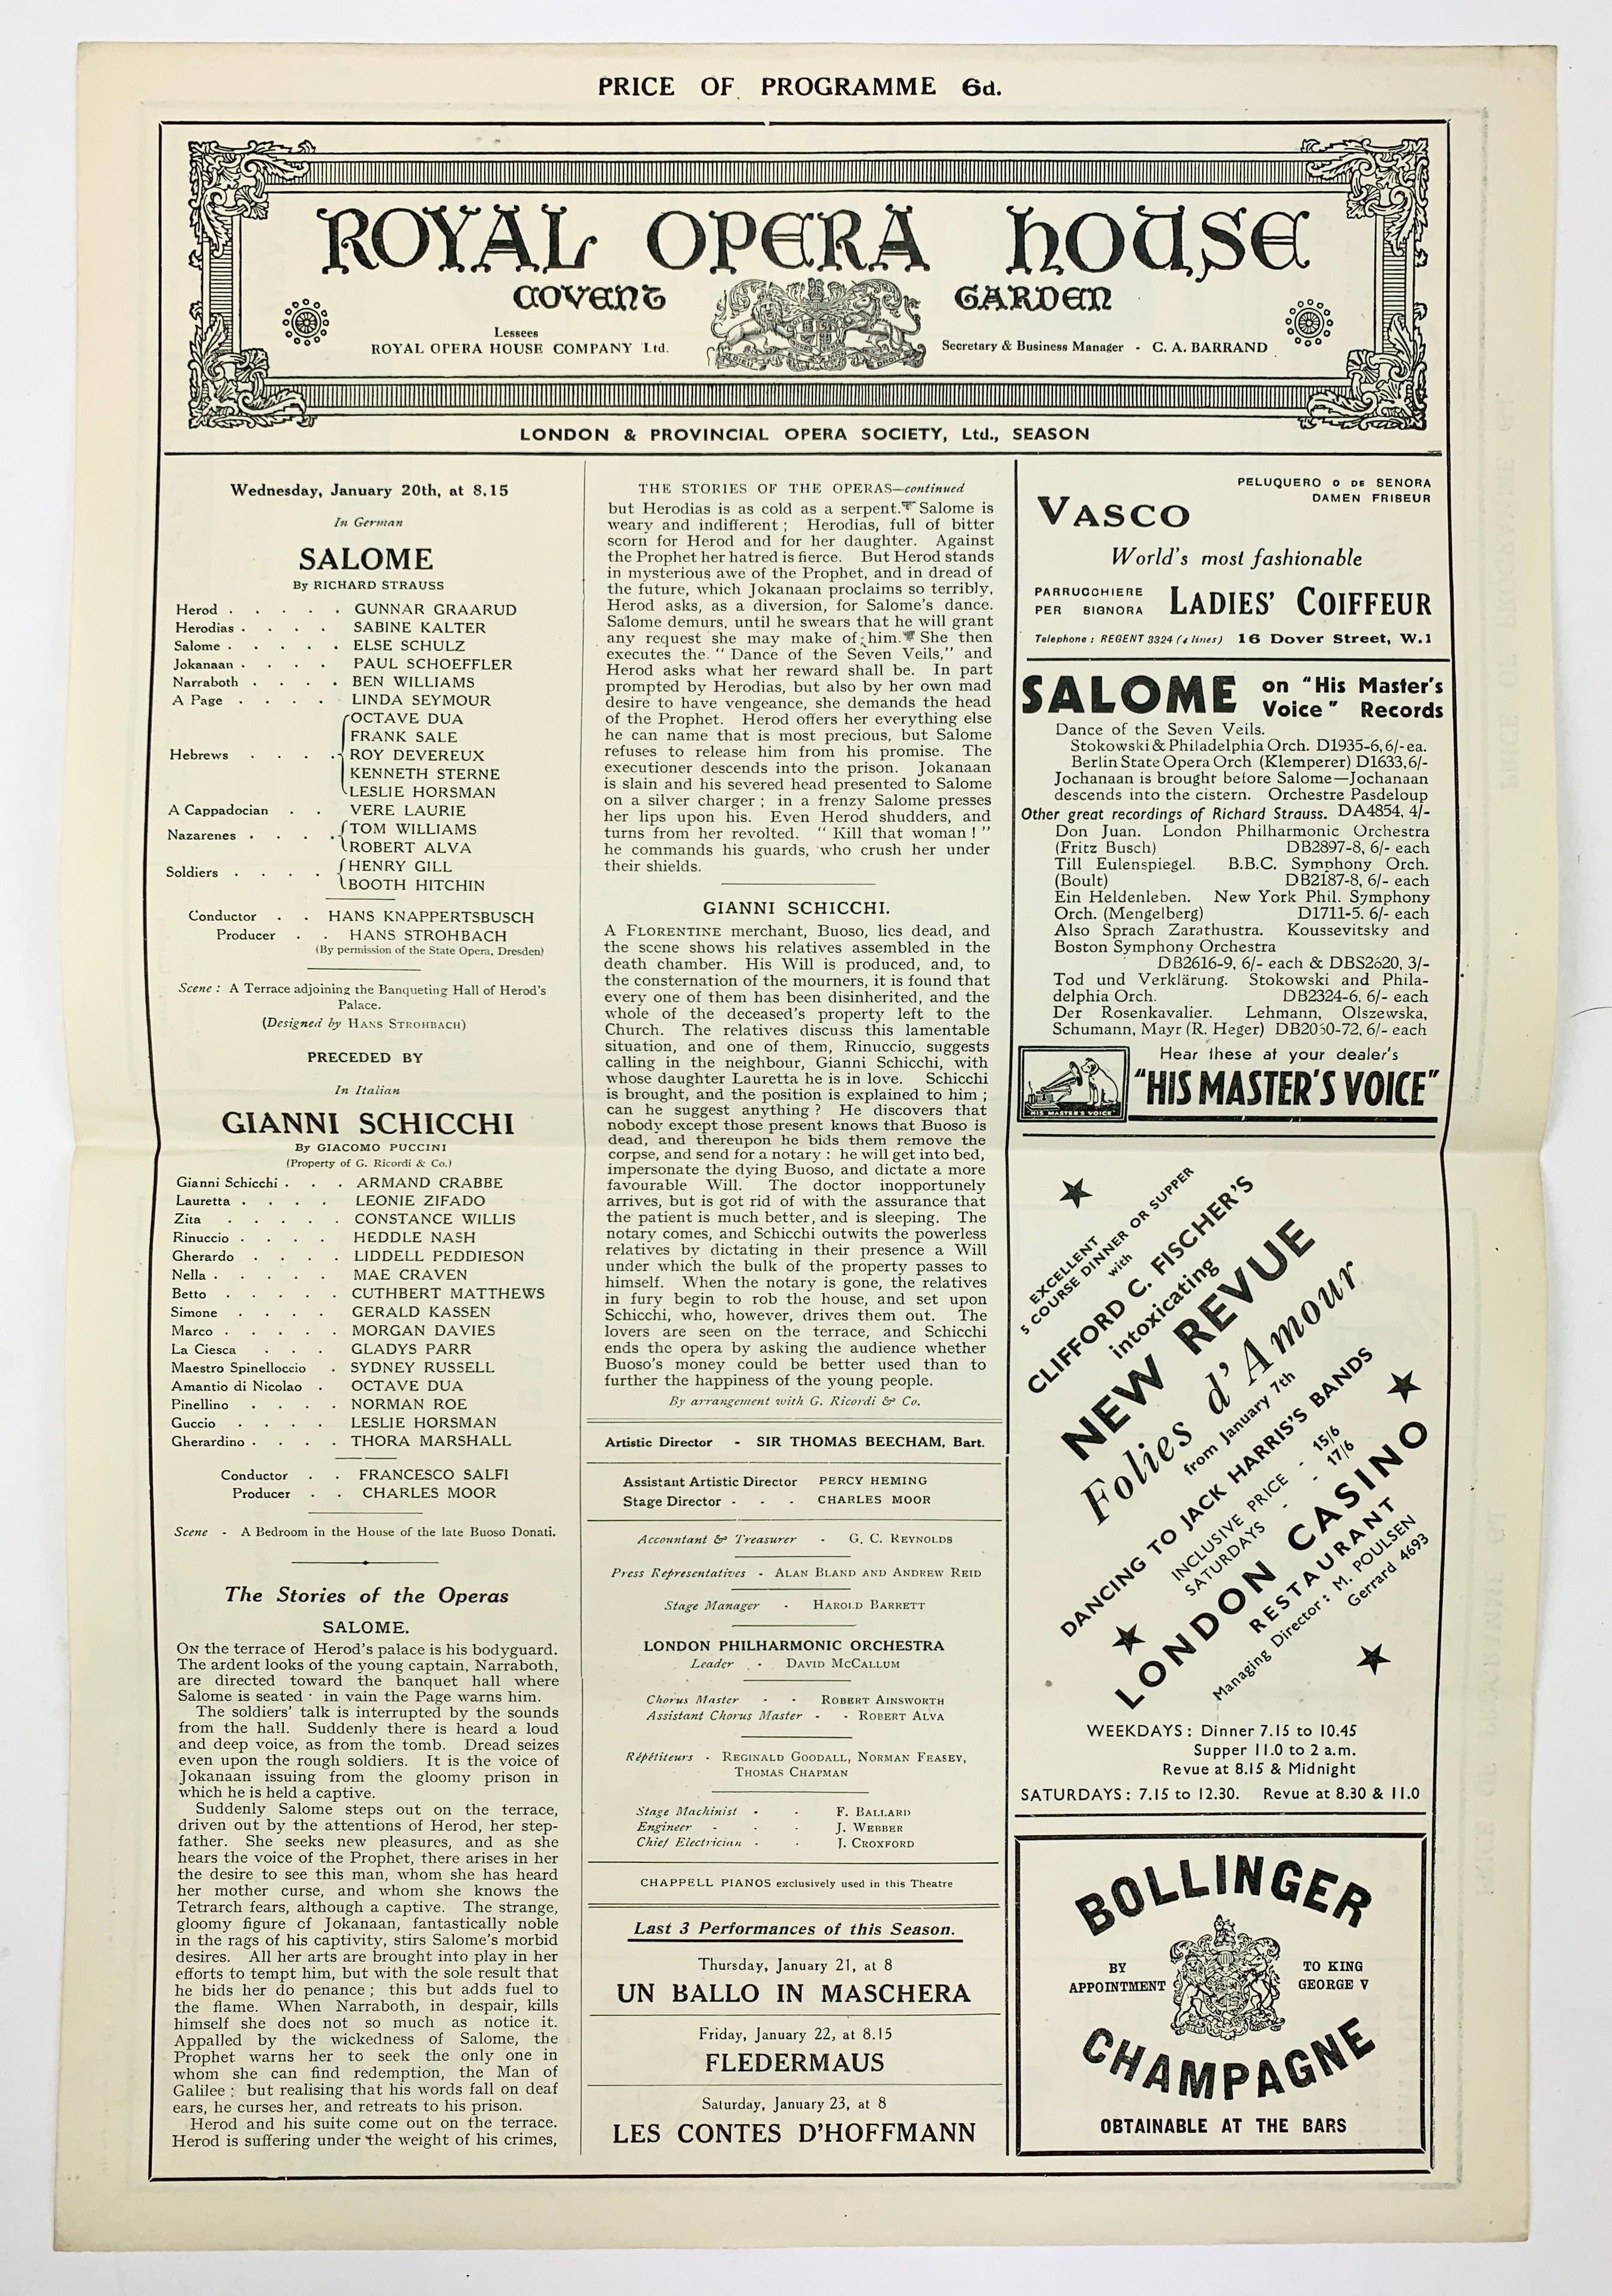 PRICE OF PROGRAMME 6d.
ROYAL OPERA HOUSE
COVENT GARDEN
Lessees
ROYAL OPERA HOUSE COMPANY Ltd.
Secretary & Business Manager - C. A. BARRAND
LONDON & PROVINCIAL OPERA SOCIETY, Ltd., SEASON
Wednesday, January 20th, at 8.15
In German
SALOME
By RICHARD STRAUSS
Herod . . . . . GUNNAR GRAARUD
Herodias . . . . SABINE KALTER
Salome . . . . . ELSE SCHULZ
Jokanaan . . . . PAUL SCHOEFFLER
Narraboth . . . . BEN WILLIAMS
A Page . . . . LINDA SEYMOUR
OCTAVE DUA
FRANK SALE
Hebrews . . . . ROY DEVEREUX
KENNETH STERNE
LESLIE HORSMAN
A Cappadocian . . VERE LAURIE
Nazarenes . . . . TOM WILLIAMS
ROBERT ALVA
Soldiers . . . . HENRY GILL
BOOTH HITCHIN
Conductor . . HANS KNAPPERTSBUSCH
Producer . . HANS STROHBACH
(By permission of the State Opera, Dresden)
Scene : A Terrace adjoining the Banqueting Hall of Herod's
Palace.
(Designed by HANS STROHBACH)
PRECEDED BY
In Italian
GIANNI SCHICCHI
By GIACOMO PUCCINI
(Property of G. Ricordi & Co.)
Gianni Schicchi . . . ARMAND CRABBE
Lauretta . . . . LEONIE ZIFADO
Zita . . . . . CONSTANCE WILLIS
Rinuccio . . . . HEDDLE NASH
Gherardo . . . . LIDDELL PEDDIESON
Nella . . . . . MAE CRAVEN
Betto . . . . . CUTHBERT MATTHEWS
Simone . . . . GERALD KASSEN
Marco . . . . . MORGAN DAVIES
La Ciesca . . . GLADYS PARR
Maestro Spinelloccio . SYDNEY RUSSELL
Amantio di Nicolao . OCTAVE DUA
Pinellino . . . . NORMAN ROE
Guccio . . . . LESLIE HORSMAN
Gherardino . . . . THORA MARSHALL
Conductor . . FRANCESCO SALFI
Producer . . CHARLES MOOR
Scene - A Bedroom in the House of the late Buoso Donati.
The Stories of the Operas
SALOME.
ON the terrace of Herod's palace is his bodyguard.
The ardent looks of the young captain, Narraboth,
are directed toward the banquet hall where
Salome is seated · in vain the Page warns him.
The soldiers' talk is interrupted by the sounds
from the hall. Suddenly there is heard a loud
and deep voice, as from the tomb. Dread seizes
even upon the rough soldiers. It is the voice of
Jokanaan issuing from the gloomy prison in
which he is held a captive.
Suddenly Salome steps out on the terrace,
driven out by the attentions of Herod, her step-
father. She seeks new pleasures, and as she
hears the voice of the Prophet, there arises in her
the desire to see this man, whom she has heard
her mother curse, and whom she knows the
Tetrarch fears, although a captive. The strange,
gloomy figure of Jokanaan, fantastically noble
in the rags of his captivity, stirs Salome's morbid
desires. All her arts are brought into play in her
efforts to tempt him, but with the sole result that
he bids her do penance ; this but adds fuel to
the flame. When Narraboth, in despair, kills
himself she does not so much as notice it.
Appalled by the wickedness of Salome, the
Prophet warns her to seek the only one in
whom she can find redemption, the Man of
Galilee ; but realising that his words fall on deaf
ears, he curses her, and retreats to his prison.
Herod and his suite come out on the terrace.
Herod is suffering under the weight of his crimes,
THE STORIES OF THE OPERAS—continued
but Herodias is as cold as a serpent. Salome is
weary and indifferent ; Herodias, full of bitter
scorn for Herod and for her daughter. Against
the Prophet her hatred is fierce. But Herod stands
in mysterious awe of the Prophet, and in dread of
the future, which Jokanaan proclaims so terribly,
Herod asks, as a diversion, for Salome's dance.
Salome demurs, until he swears that he will grant
any request she may make of him. She then
executes the " Dance of the Seven Veils," and
Herod asks what her reward shall be. In part
prompted by Herodias, but also by her own mad
desire to have vengeance, she demands the head
of the Prophet. Herod offers her everything else
he can name that is most precious, but Salome
refuses to release him from his promise. The
executioner descends into the prison. Jokanaan
is slain and his severed head presented to Salome
on a silver charger ; in a frenzy Salome presses
her lips upon his. Even Herod shudders, and
turns from her revolted. " Kill that woman ! "
he commands his guards, who crush her under
their shields.
GIANNI SCHICCHI.
A FLORENTINE merchant, Buoso, lies dead, and
the scene shows his relatives assembled in the
death chamber. His Will is produced, and, to
the consternation of the mourners, it is found that
every one of them has been disinherited, and the
whole of the deceased's property left to the
Church. The relatives discuss this lamentable
situation, and one of them, Rinuccio, suggests
calling in the neighbour, Gianni Schicchi, with
whose daughter Lauretta he is in love. Schicchi
is brought, and the position is explained to him ;
can he suggest anything ? He discovers that
nobody except those present knows that Buoso is
dead, and thereupon he bids them remove the
corpse, and send for a notary : he will get into bed,
impersonate the dying Buoso, and dictate a more
favourable Will. The doctor inopportunely
arrives, but is got rid of with the assurance that
the patient is much better, and is sleeping. The
notary comes, and Schicchi outwits the powerless
relatives by dictating in their presence a Will
under which the bulk of the property passes to
himself. When the notary is gone, the relatives
in fury begin to rob the house, and set upon
Schicchi, who, however, drives them out. The
lovers are seen on the terrace, and Schicchi
ends the opera by asking the audience whether
Buoso's money could be better used than to
further the happiness of the young people.
By arrangement with G. Ricordi & Co.
Artistic Director - SIR THOMAS BEECHAM, Bart.
Assistant Artistic Director PERCY HEMING
Stage Director - - - CHARLES MOOR
Accountant & Treasurer - G. C. REYNOLDS
Press Representatives - ALAN BLAND AND ANDREW REID
Stage Manager - HAROLD BARRETT
LONDON PHILHARMONIC ORCHESTRA
Leader - DAVID MCCALLUM
Chorus Master - - ROBERT AINSWORTH
Assistant Chorus Master - - ROBERT ALVA
Répétiteurs - REGINALD GOODALL, NORMAN FEASEY,
THOMAS CHAPMAN
Stage Machinist - - F. BALLARD
Engineer - - - J. WEBBER
Chief Electrician - - J. CROXFORD
CHAPPELL PIANOS exclusively used in this Theatre
Last 3 Performances of this Season.
Thursday, January 21, at 8
UN BALLO IN MASCHERA
Friday, January 22, at 8.15
FLEDERMAUS
Saturday, January 23, at 8
LES CONTES D'HOFFMANN
PELUQUERO o DE SENORA
DAMEN FRISEUR
VASCO
World's most fashionable
PARRUCCHIERE
PER SIGNORA
LADIES' COIFFEUR
Telephone : REGENT 3324 (4 lines) 16 Dover Street, W.1
SALOME on "His Master's
Voice" Records
Dance of the Seven Veils.
Stokowski & Philadelphia Orch. D1935-6, 6/- ea.
Berlin State Opera Orch (Klemperer) D1633, 6/-
Jochanaan is brought before Salome—Jochanaan
descends into the cistern. Orchestre Pasdeloup
Other great recordings of Richard Strauss. DA4854, 4/-
Don Juan. London Philharmonic Orchestra
(Fritz Busch) DB2897-8, 6/- each
Till Eulenspiegel. B.B.C. Symphony Orch.
(Boult) DB2187-8, 6/- each
Ein Heldenleben. New York Phil. Symphony
Orch. (Mengelberg) D1711-5, 6/- each
Also Sprach Zarathustra. Koussevitsky and
Boston Symphony Orchestra
DB2616-9, 6/- each & DBS2620, 3/-
Tod und Verklärung. Stokowski and Phila-
delphia Orch. DB2324-6, 6/- each
Der Rosenkavalier. Lehmann, Olszewska,
Schumann, Mayr (R. Heger) DB2060-72, 6/- each
Hear these at your dealer's
"HIS MASTER'S VOICE"
HIS MASTER'S VOICE
EXCELLENT
5 COURSE DINNER OR SUPPER
with
CLIFFORD C. FISCHER'S
intoxicating
NEW REVUE
Folies d'Amour
from January 7th
DANCING TO JACK HARRIS'S BANDS
INCLUSIVE PRICE - 15/6
SATURDAYS - - 17/6
LONDON CASINO
RESTAURANT
Managing Director : M. POULSEN
Gerrard 4693
WEEKDAYS : Dinner 7.15 to 10.45
Supper 11.0 to 2 a.m.
Revue at 8.15 & Midnight
SATURDAYS : 7.15 to 12.30. Revue at 8.30 & 11.0
BOLLINGER
BY APPOINTMENT
TO KING GEORGE V
CHAMPAGNE
OBTAINABLE AT THE BARS